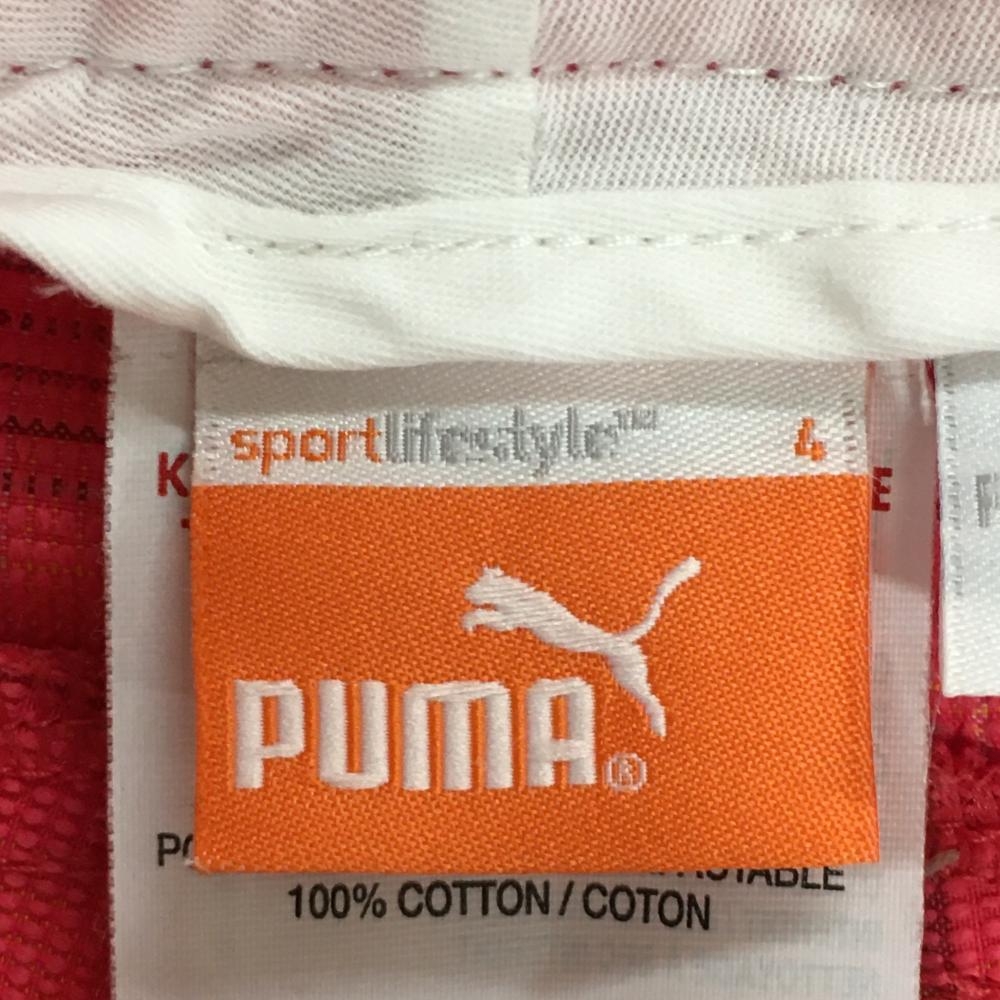 sportlifestyle™ 4
PUMA®
100% COTTON / COTON